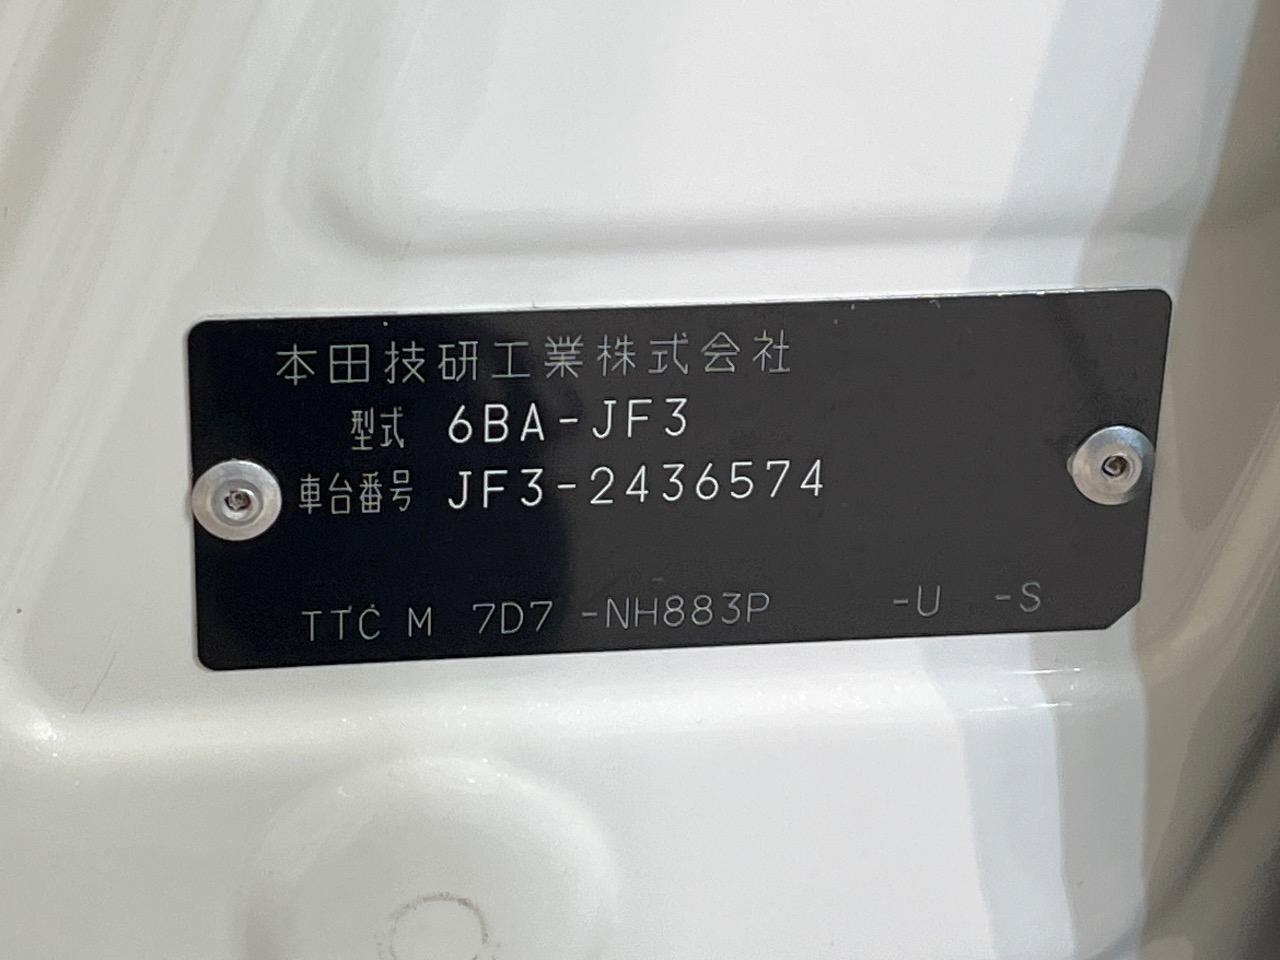 本田技研工業株式会社
型式 6BA-JF3
車台番号 JF3-2436574
TTC M 7D7 -NH883P -U -S